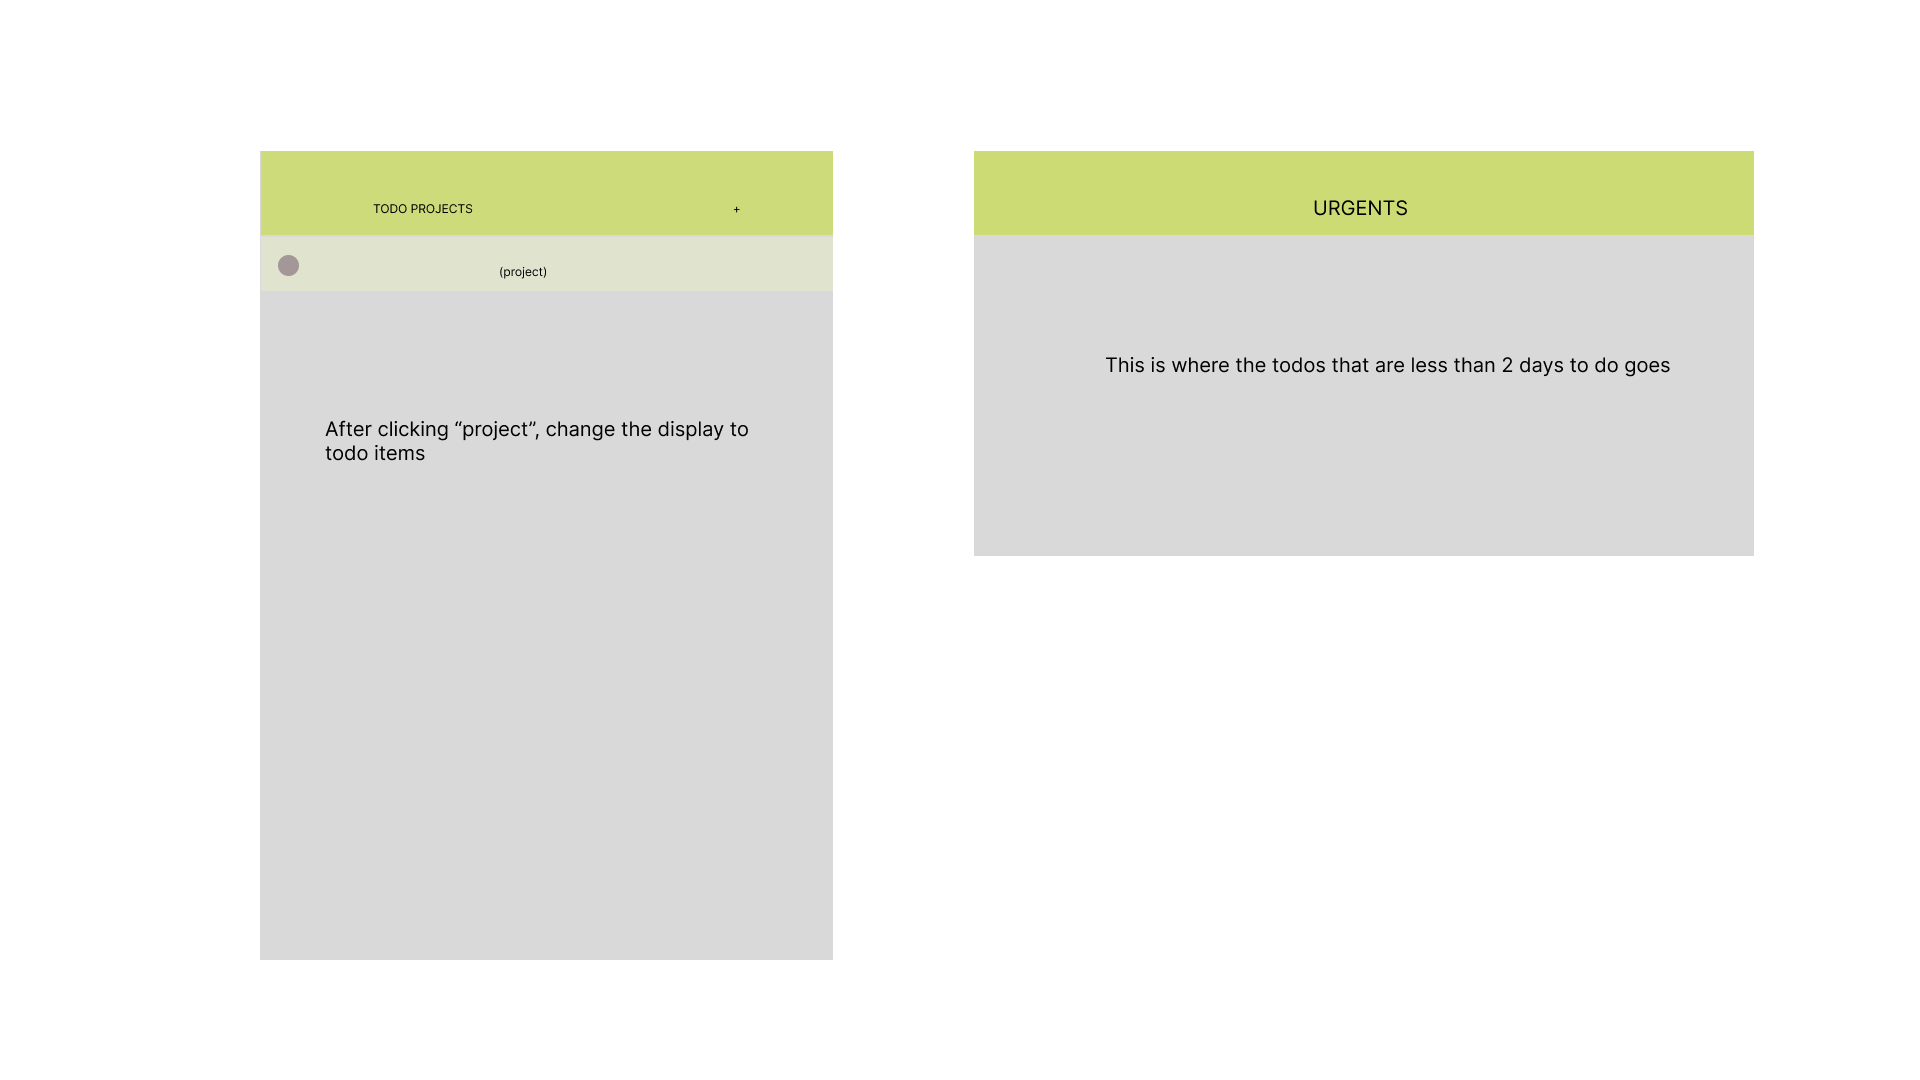 TODO PROJECTS +
(project)
After clicking “project”, change the display to
todo items
URGENTS
This is where the todos that are less than 2 days to do goes